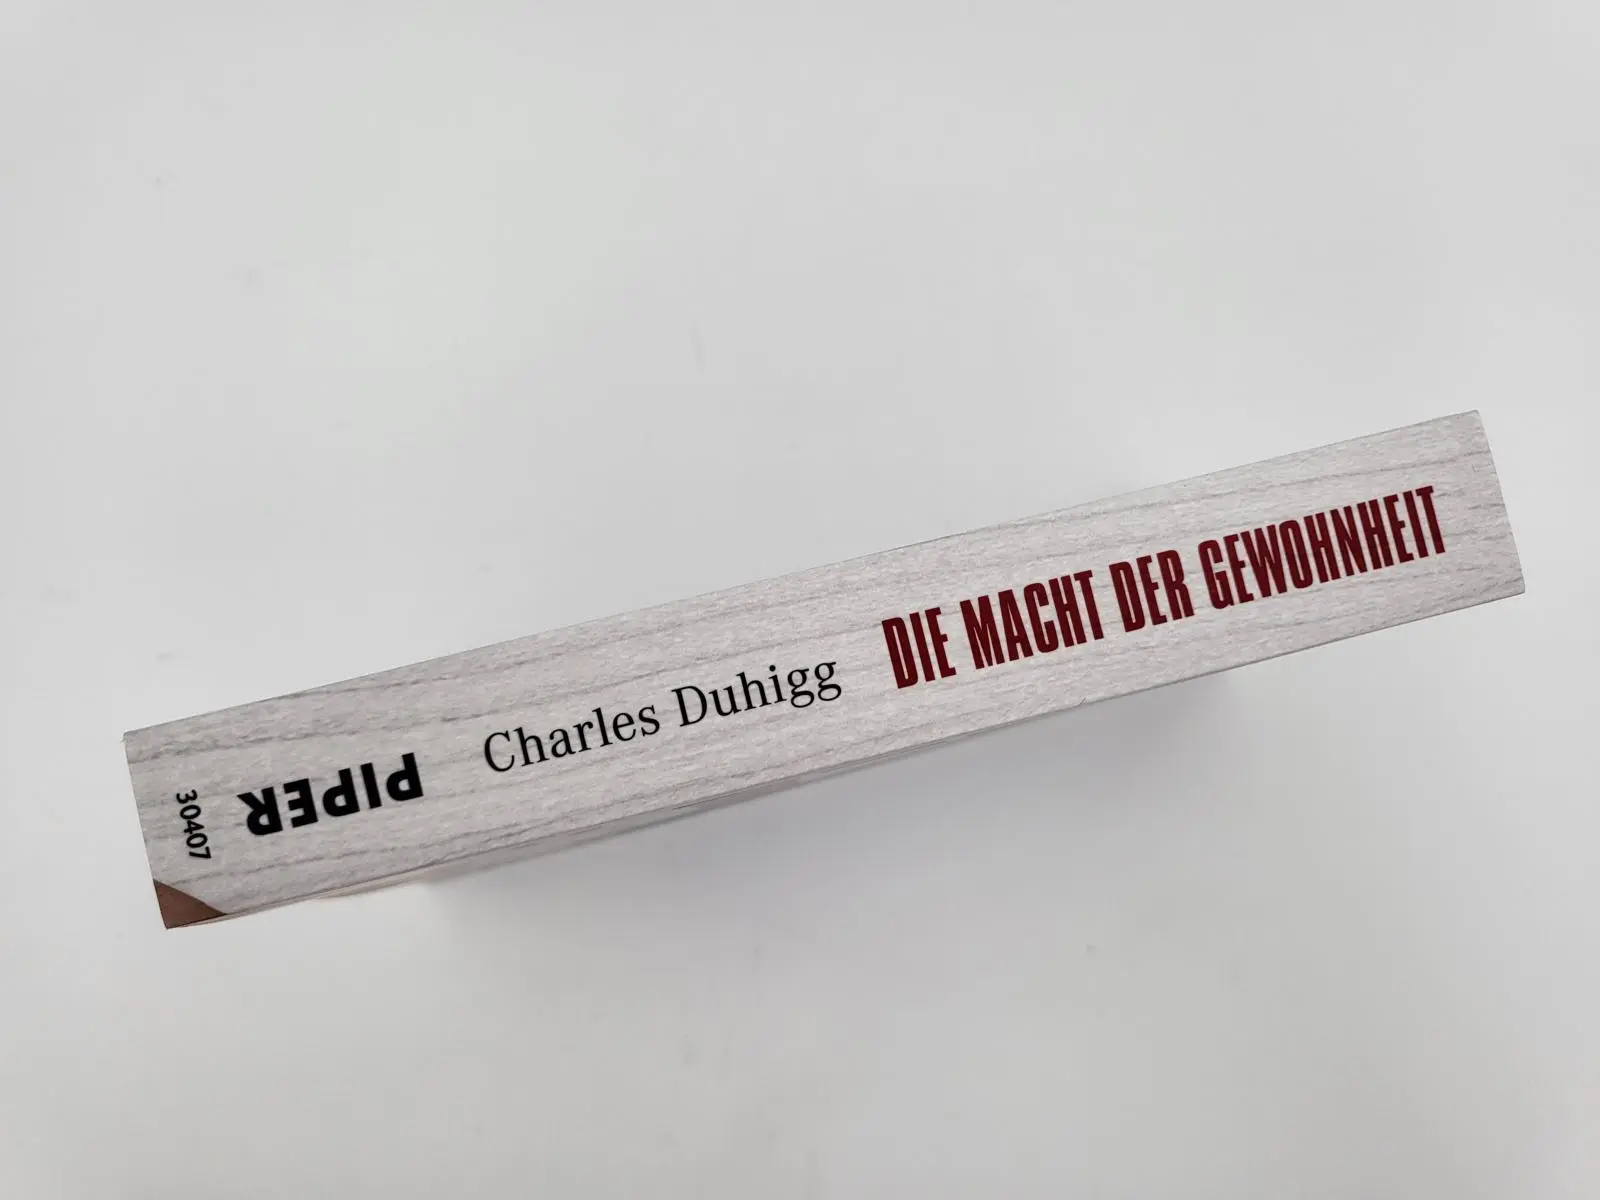 Charles Duhigg DIE MACHT DER GEWOHNHEIT
PIPER
30407